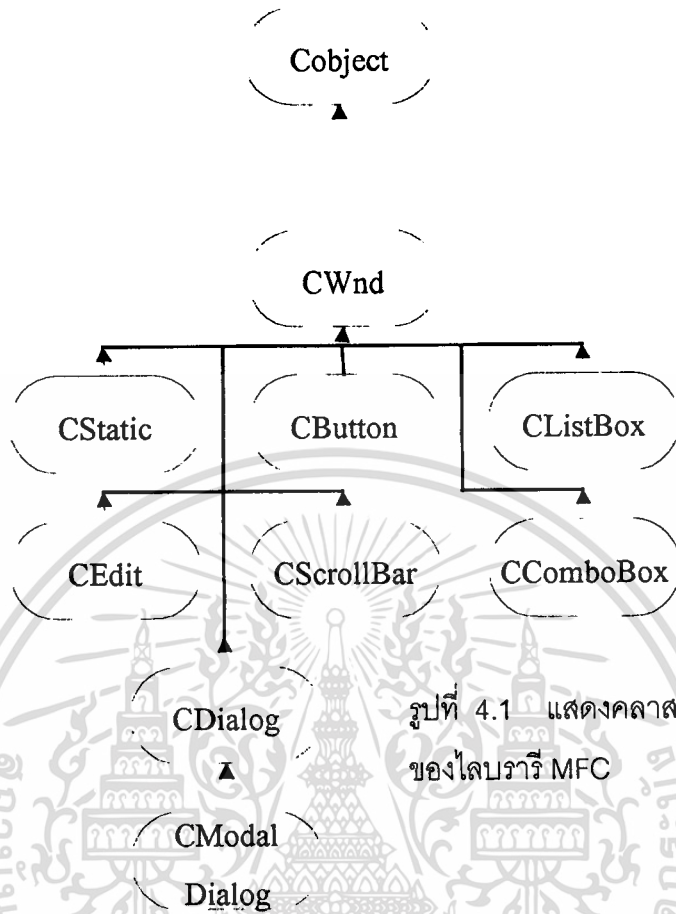 Cobject
CWnd
CStatic CButton CListBox
CEdit CScrollBar CComboBox
CDialog
รูปที่ 4.1 แสดงคลาส
ของไลบรารี MFC
CModal
Dialog